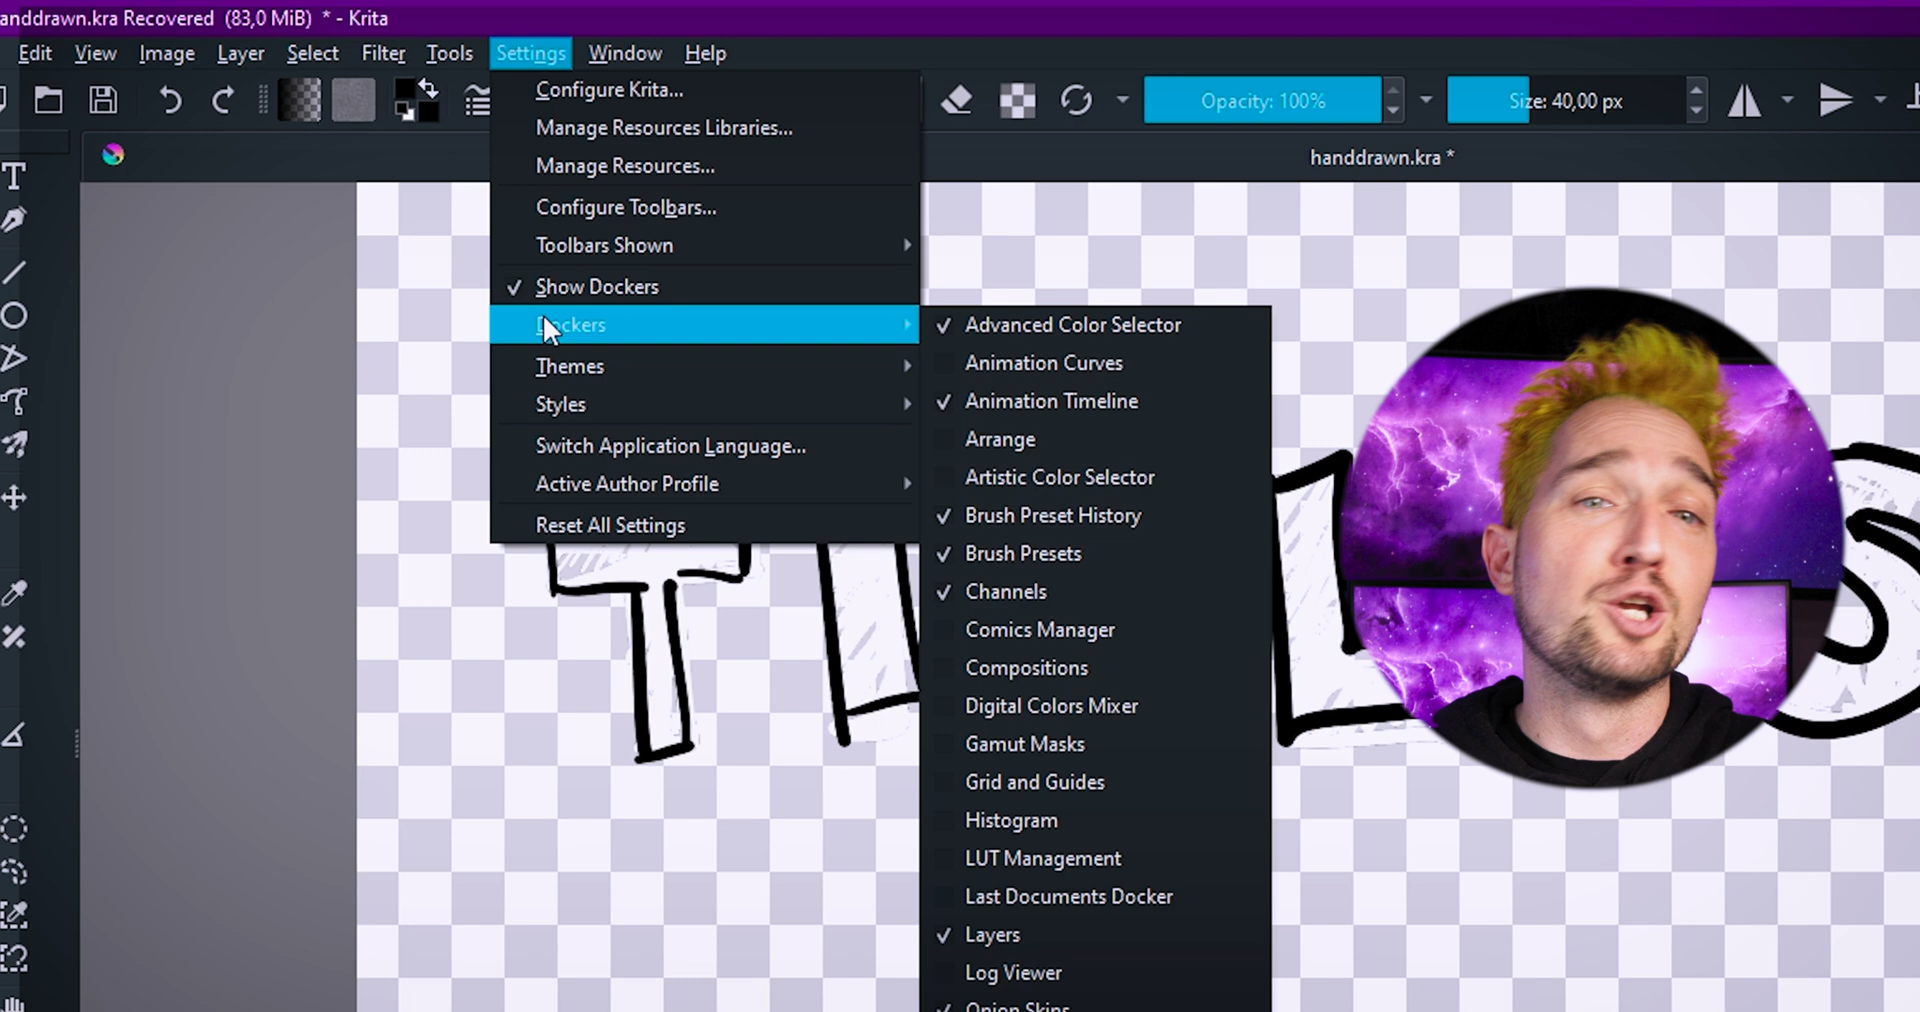 handdrawn.kra Recovered (83,0 MiB) * - Krita
Edit View Image Layer Select Filter Tools Settings Window Help
Opacity: 100%
Size: 40,00 px
handdrawn.kra *
Configure Krita...
Manage Resources Libraries...
Manage Resources...
Configure Toolbars...
Toolbars Shown
Show Dockers
Dockers
Themes
Styles
Switch Application Language...
Active Author Profile
Reset All Settings
Advanced Color Selector
Animation Curves
Animation Timeline
Arrange
Artistic Color Selector
Brush Preset History
Brush Presets
Channels
Comics Manager
Compositions
Digital Colors Mixer
Gamut Masks
Grid and Guides
Histogram
LUT Management
Last Documents Docker
Layers
Log Viewer
Onion Skins